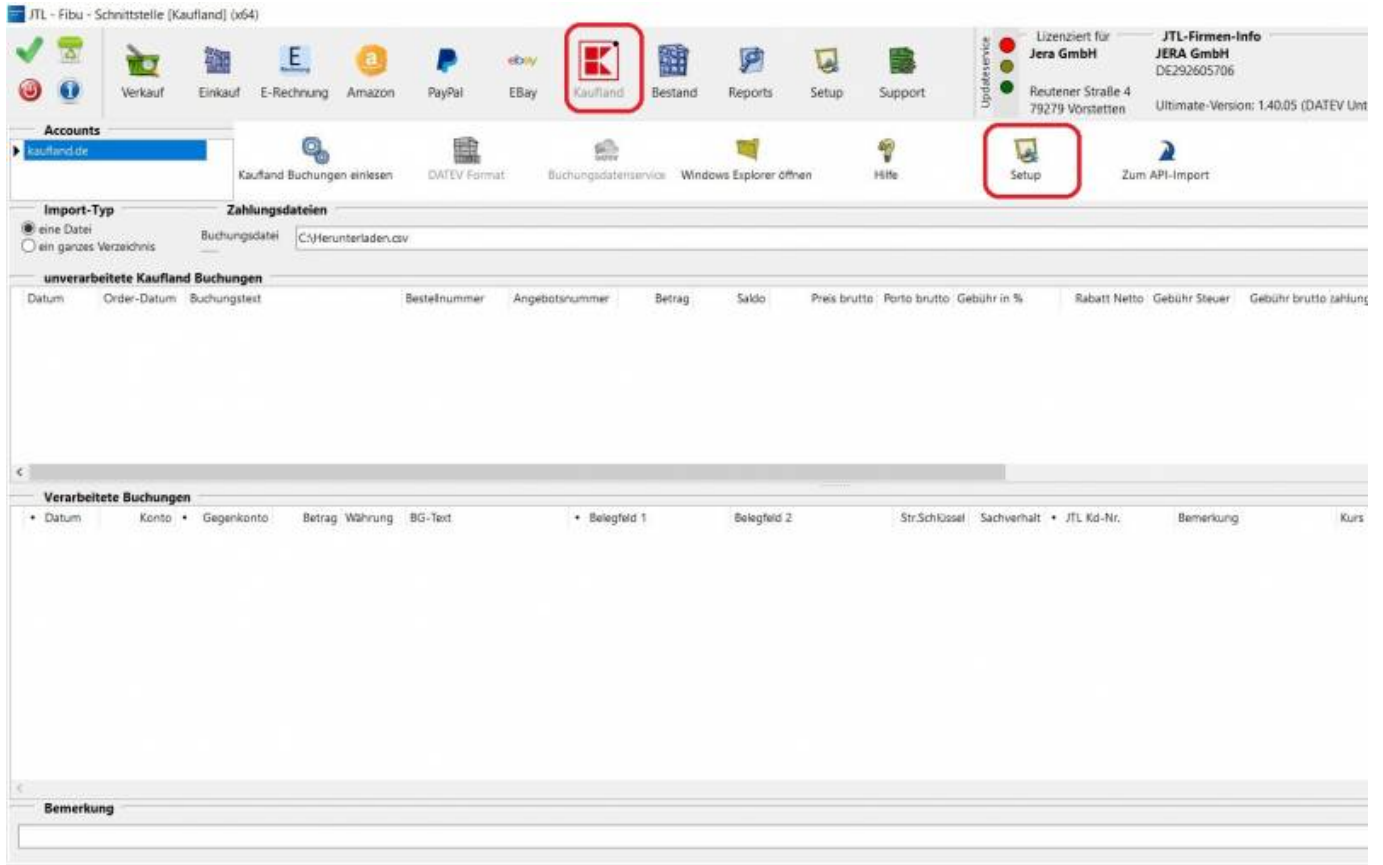 JTL - Fibu - Schnittstelle [Kaufland] (x64)
Verkauf
Einkauf
E-Rechnung
Amazon
PayPal
EBay
Kaufland
Bestand
Reports
Setup
Support
Updateservice
Lizenziert für
Jera GmbH
Reutener Straße 4
79279 Vörstetten
JTL-Firmen-Info
JERA GmbH
DE292605706
Ultimate-Version: 1.40.05 (DATEV Unt
Accounts
kaufland.de
Kaufland Buchungen einlesen
DATEV Format
Buchungsdatenservice
Windows Explorer öffnen
Hilfe
Setup
Zum API-Import
Import-Typ
eine Datei
ein ganzes Verzeichnis
Zahlungsdateien
Buchungsdatei
C:\Herunterladen.csv
unverarbeitete Kaufland Buchungen
Datum Order-Datum Buchungstext Bestellnummer Angebotsnummer Betrag Saldo Preis brutto Porto brutto Gebühr in % Rabatt Netto Gebühr Steuer Gebühr brutto zahlung
Verarbeitete Buchungen
Datum Konto Gegenkonto Betrag Währung BG-Text Belegfeld 1 Belegfeld 2 Str.Schlüssel Sachverhalt JTL Kd-Nr. Bemerkung Kurs
Bemerkung